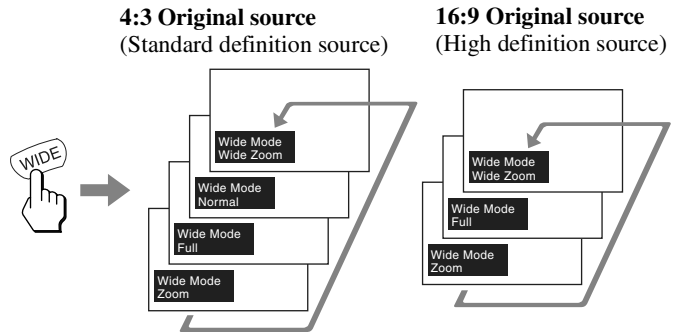 4:3 Original source
(Standard definition source)
16:9 Original source
(High definition source)
WIDE
Wide Mode
Wide Zoom
Wide Mode
Normal
Wide Mode
Full
Wide Mode
Zoom
Wide Mode
Wide Zoom
Wide Mode
Full
Wide Mode
Zoom